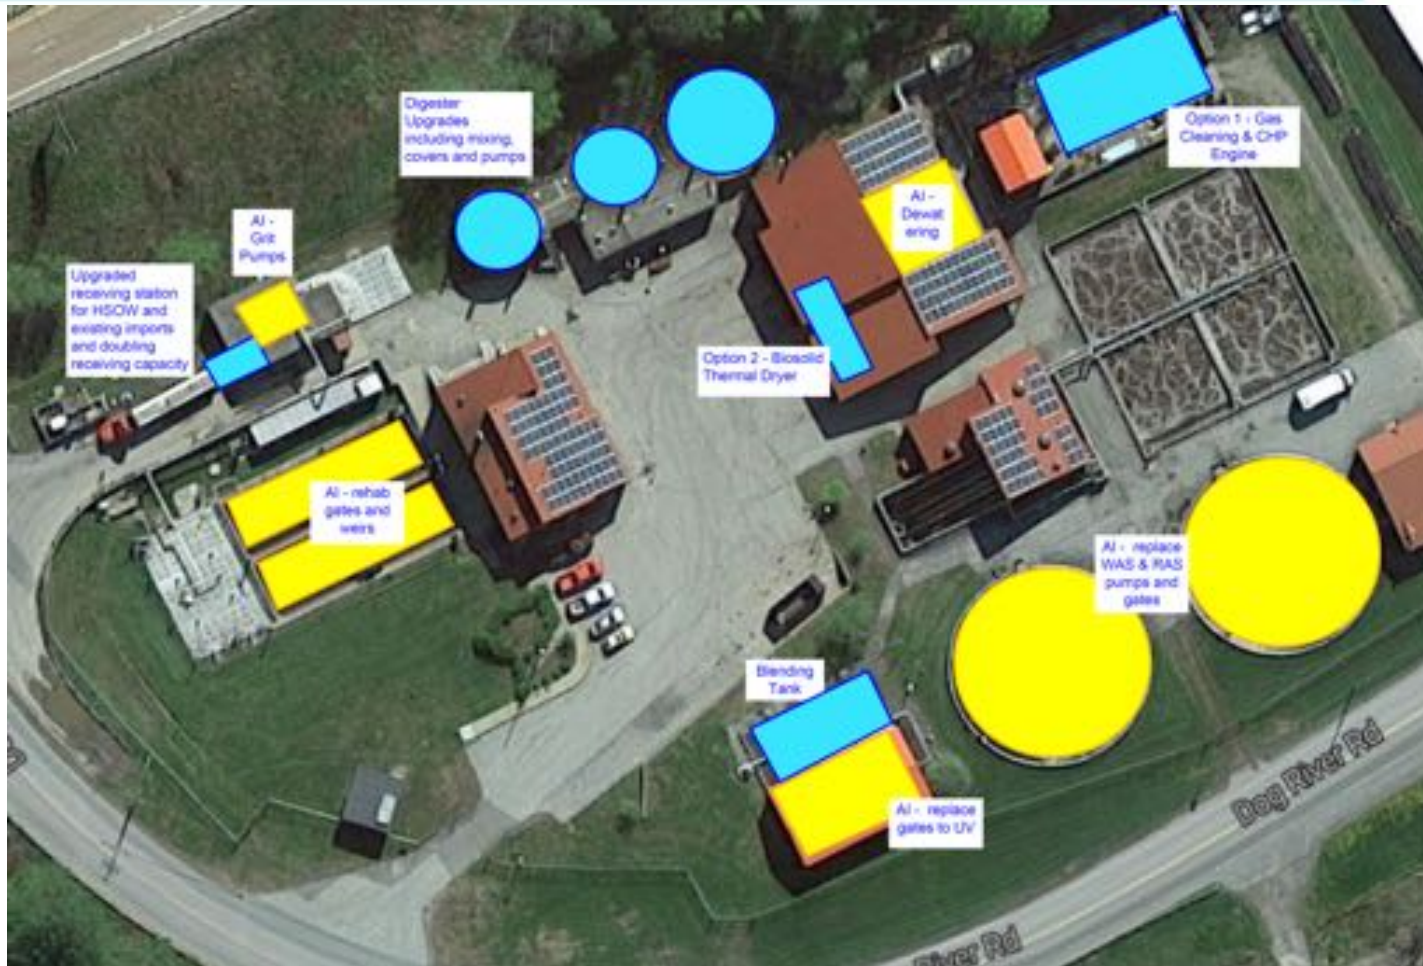 Digester
Upgrades
including mixing,
covers and pumps
Option 1 - Gas
Cleaning & CHP
Engine
AI -
Grit
Pumps
AI -
Dewat
ering
Upgraded
receiving station
for HSOW and
existing imports
and doubling
receiving capacity
Option 2 - Biosolid
Thermal Dryer
AI - rehab
gates and
weirs
AI - replace
WAS & RAS
pumps and
gates
Blending
Tank
AI - replace
gates to UV
Dog River Rd
River Rd